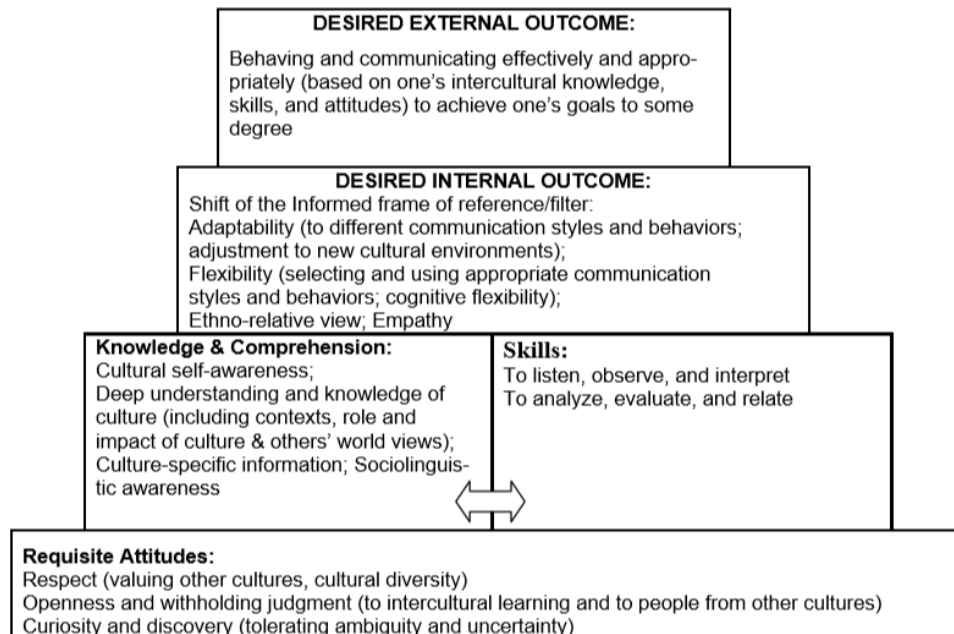 DESIRED EXTERNAL OUTCOME:
Behaving and communicating effectively and appro-
priately (based on one's intercultural knowledge,
skills, and attitudes) to achieve one's goals to some
degree
DESIRED INTERNAL OUTCOME:
Shift of the Informed frame of reference/filter:
Adaptability (to different communication styles and behaviors;
adjustment to new cultural environments);
Flexibility (selecting and using appropriate communication
styles and behaviors; cognitive flexibility);
Ethno-relative view; Empathy
Knowledge & Comprehension:
Cultural self-awareness;
Deep understanding and knowledge of
culture (including contexts, role and
impact of culture & others' world views);
Culture-specific information; Sociolinguis-
tic awareness
Skills:
To listen, observe, and interpret
To analyze, evaluate, and relate
Requisite Attitudes:
Respect (valuing other cultures, cultural diversity)
Openness and withholding judgment (to intercultural learning and to people from other cultures)
Curiosity and discovery (tolerating ambiguity and uncertainty)